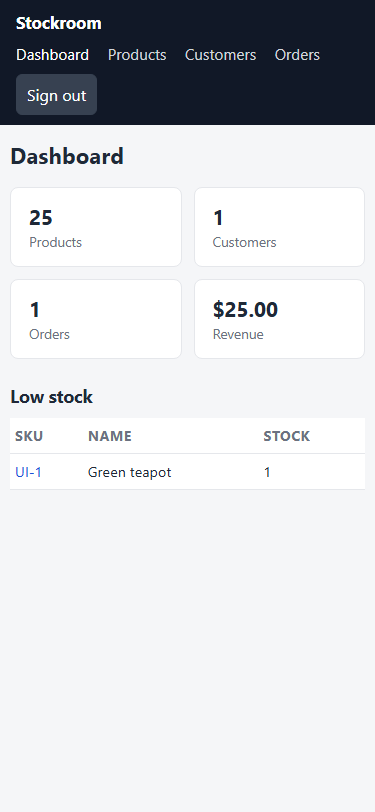 Stockroom
Dashboard Products Customers Orders
Sign out
Dashboard
25
Products
1
Customers
1
Orders
$25.00
Revenue
Low stock
SKU NAME STOCK
UI-1 Green teapot 1